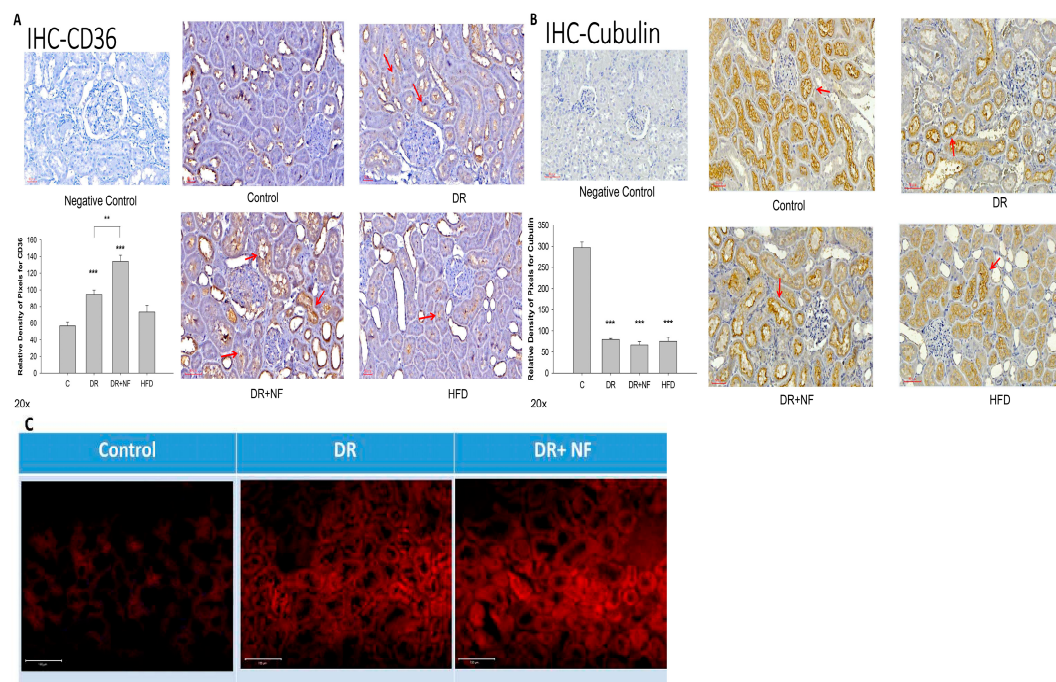 A
IHC-CD36
Negative Control
Control
DR
**
***
***
Relative Density of Pixels for CD36
160
140
120
100
80
60
40
20
0
C DR DR+NF HFD
DR+NF
HFD
20x
B
IHC-Cubulin
Negative Control
Control
DR
Relative Density of Pixels for Cubulin
350
300
250
200
150
100
50
0
*** *** ***
C DR DR+NF HFD
DR+NF
HFD
20x
C
Control DR DR+ NF